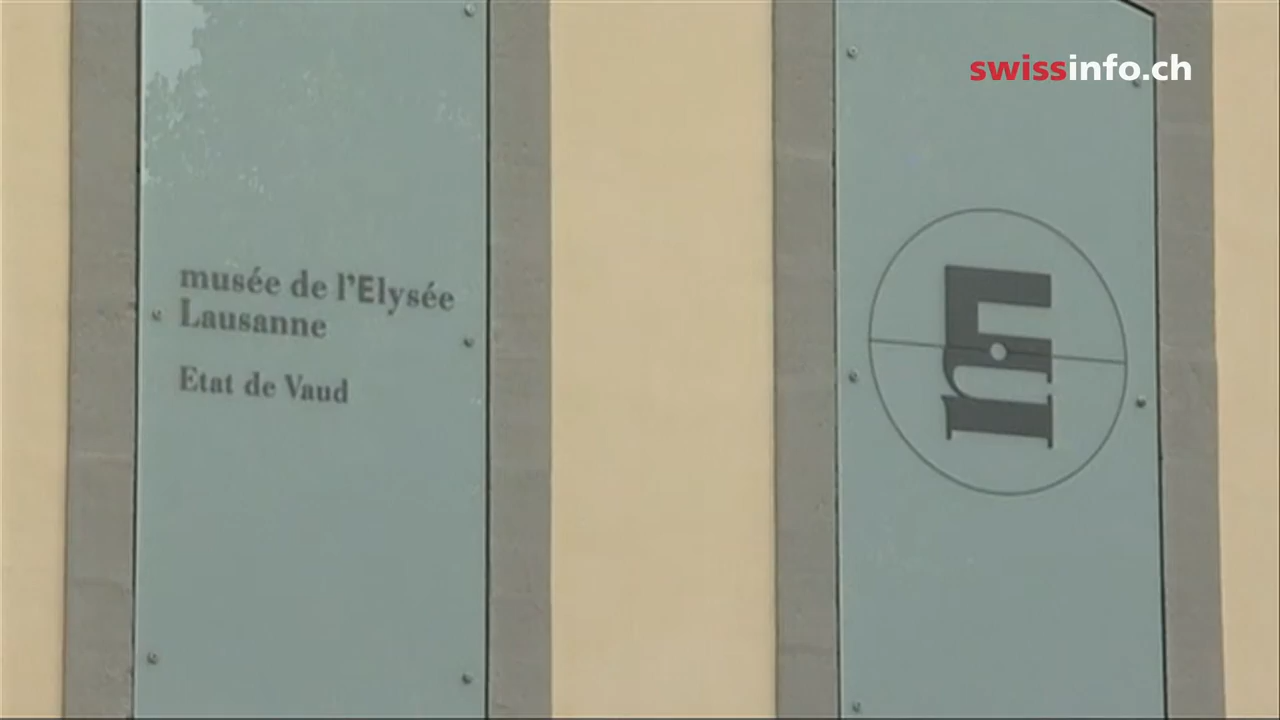 swissinfo.ch
musée de l'Elysée
Lausanne
Etat de Vaud